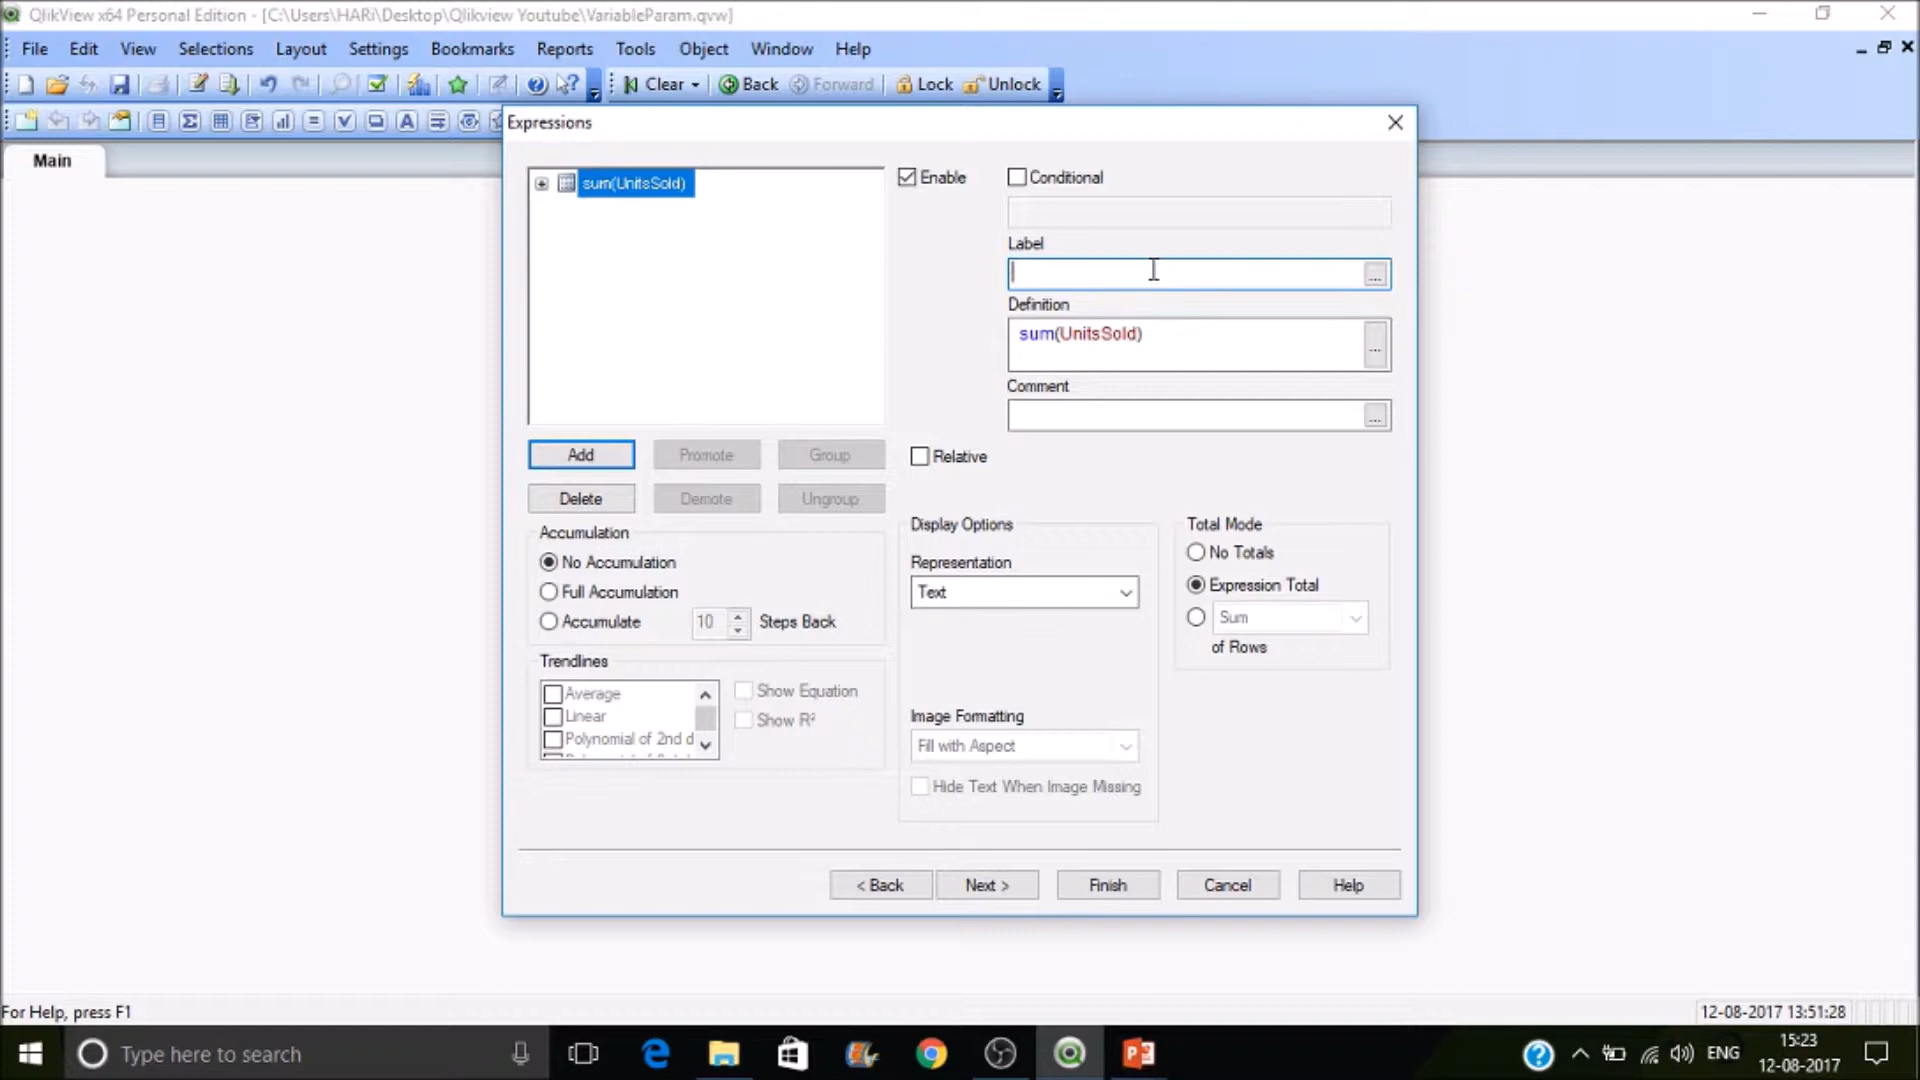 QlikView x64 Personal Edition - [C:\Users\HARi\Desktop\Qlikview Youtube\VariableParam.qvw]
File Edit View Selections Layout Settings Bookmarks Reports Tools Object Window Help
Clear Back Forward Lock Unlock
Main
Expressions
sum(UnitsSold)
Enable
Conditional
Label
...
Definition
sum(UnitsSold)
...
Comment
...
Add Promote Group
Delete Demote Ungroup
Relative
Accumulation
No Accumulation
Full Accumulation
Accumulate 10 Steps Back
Trendlines
Average
Linear
Polynomial of 2nd d
Show Equation
Show R²
Display Options
Representation
Text
Image Formatting
Fill with Aspect
Hide Text When Image Missing
Total Mode
No Totals
Expression Total
Sum
of Rows
< Back Next > Finish Cancel Help
For Help, press F1
12-08-2017 13:51:28
Type here to search
ENG
15:23
12-08-2017